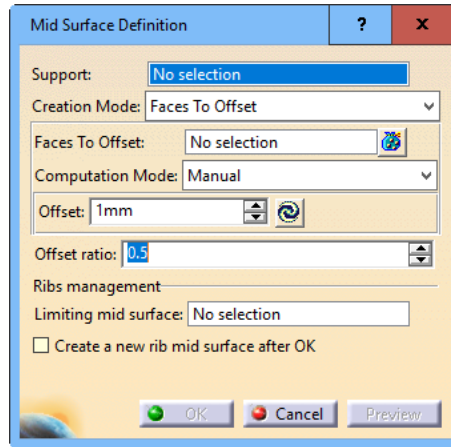 Mid Surface Definition ? x
Support: No selection
Creation Mode: Faces To Offset
Faces To Offset: No selection
Computation Mode: Manual
Offset: 1mm
Offset ratio: 0.5
Ribs management
Limiting mid surface: No selection
Create a new rib mid surface after OK
OK Cancel Preview